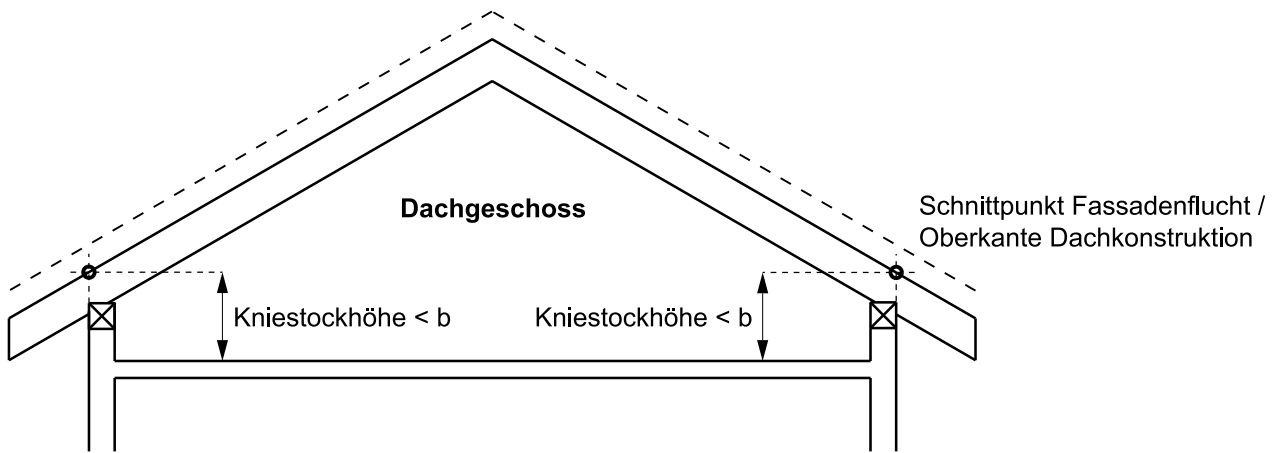 Dachgeschoss
Schnittpunkt Fassadenflucht /
Oberkante Dachkonstruktion
Kniestockhöhe < b
Kniestockhöhe < b